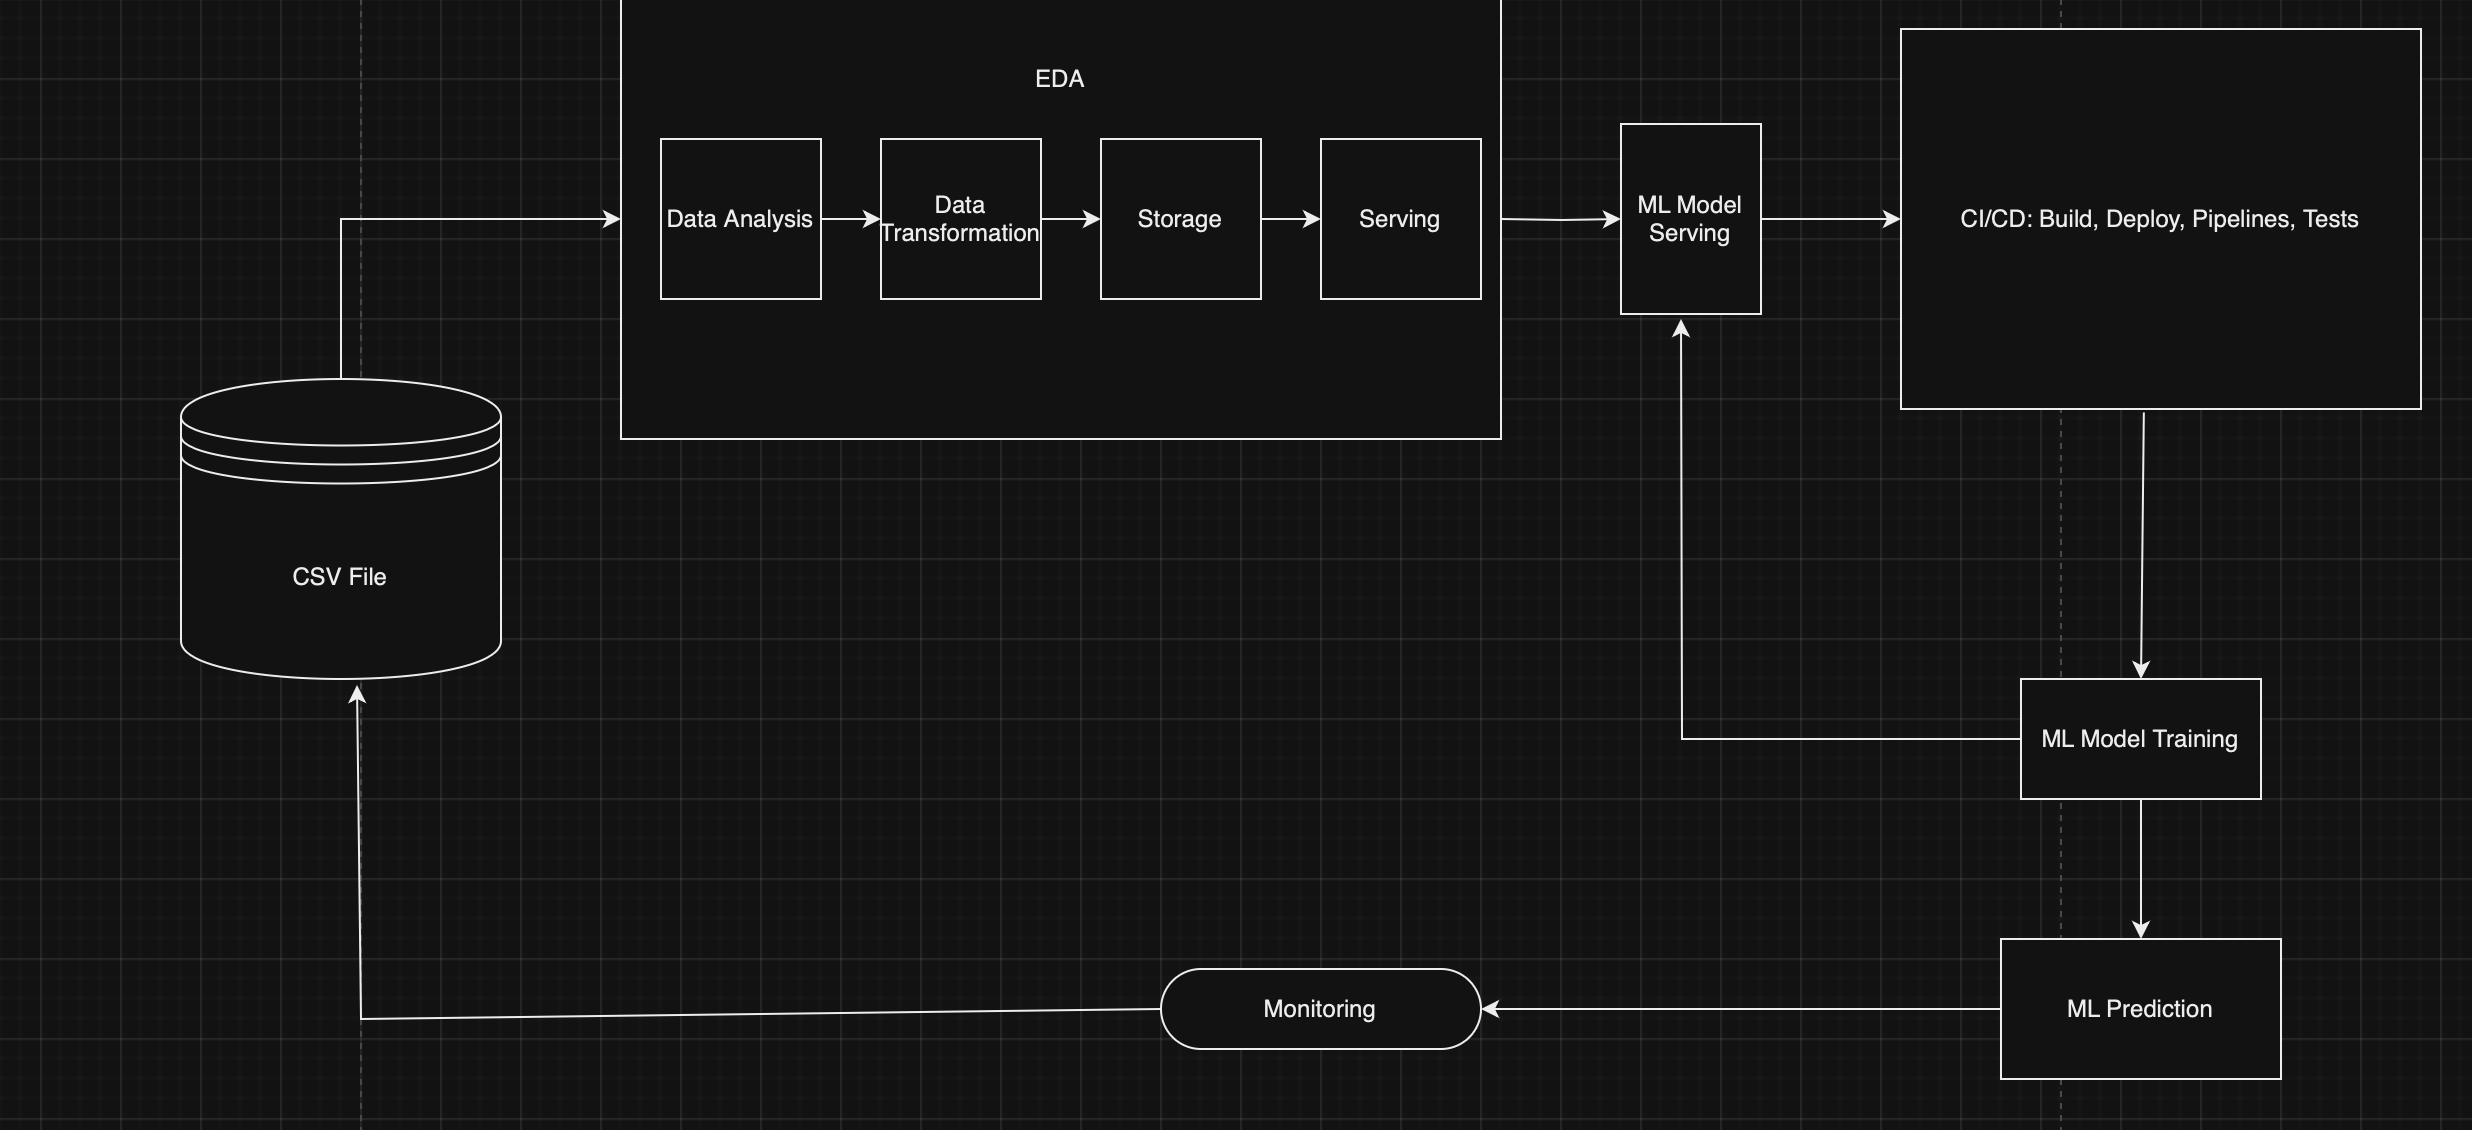 EDA
Data Analysis
Data
Transformation
Storage
Serving
ML Model
Serving
CI/CD: Build, Deploy, Pipelines, Tests
CSV File
ML Model Training
Monitoring
ML Prediction